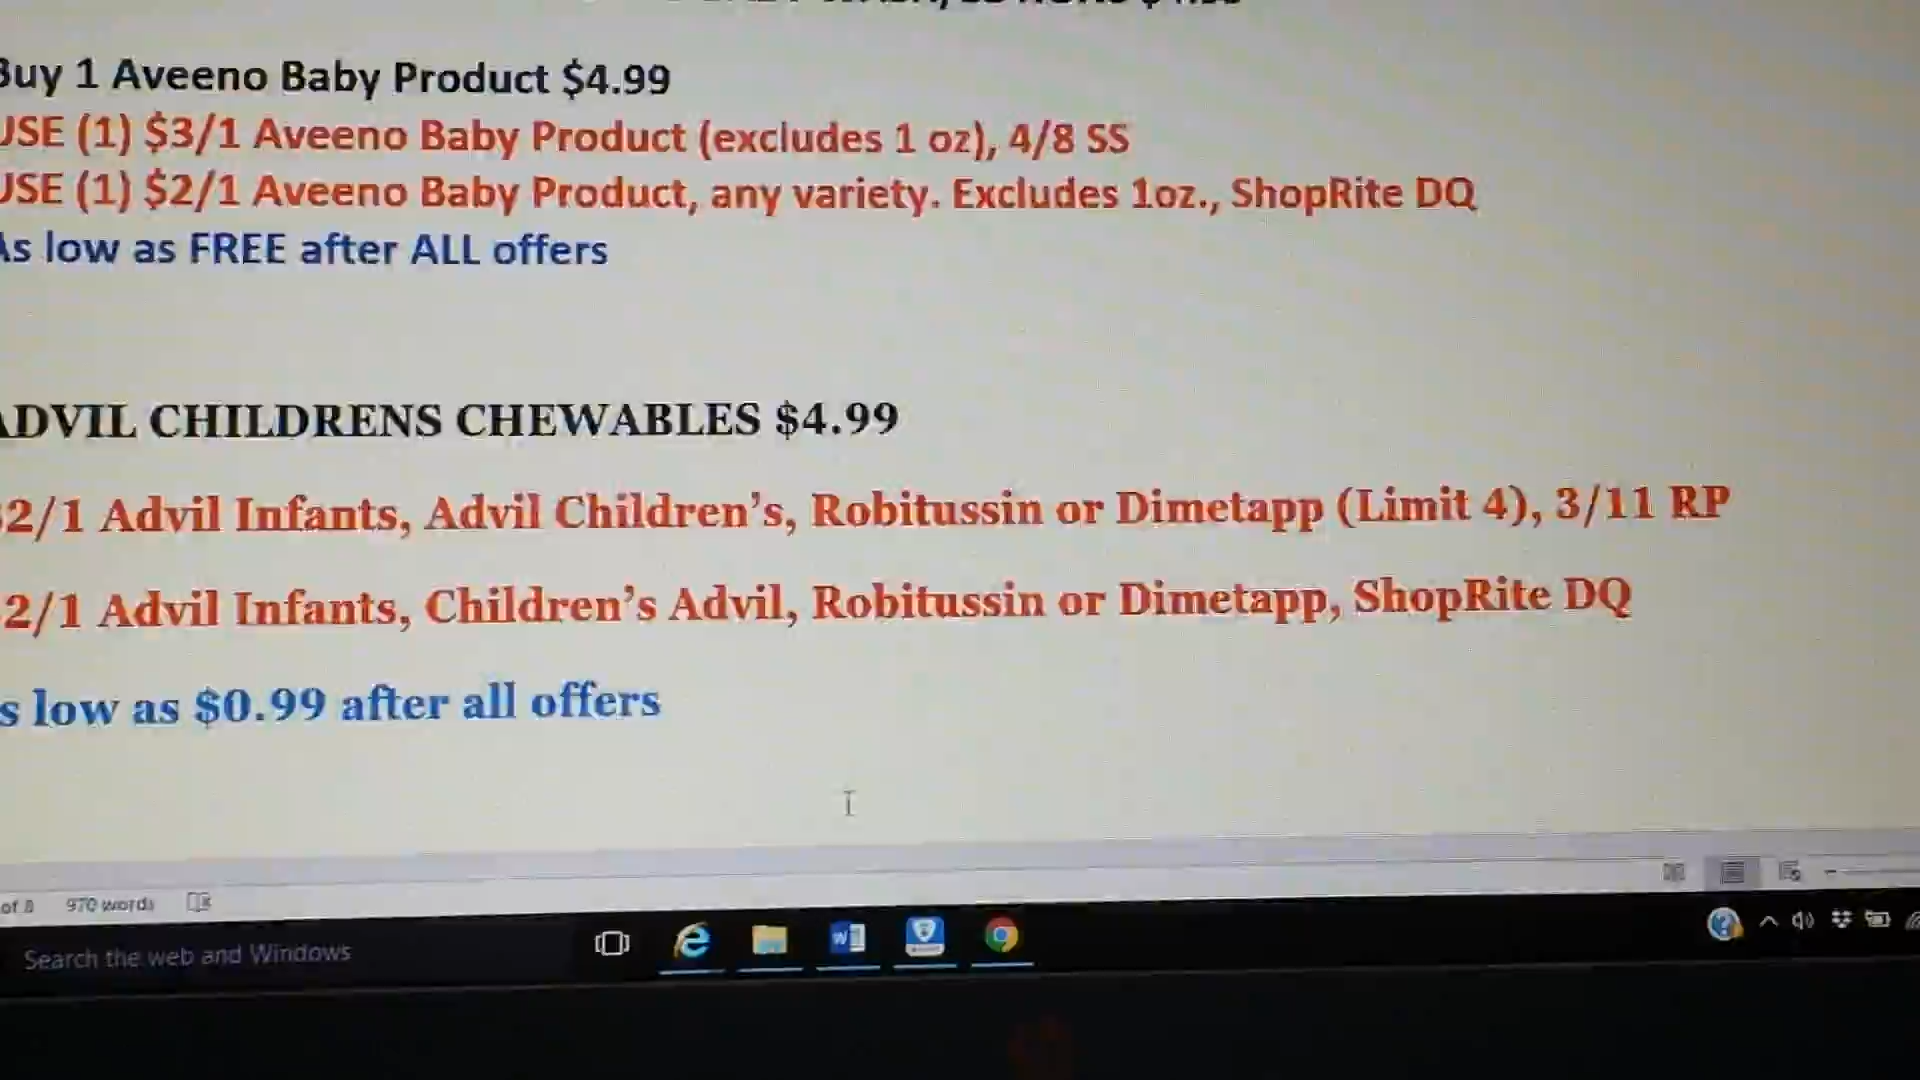 Buy 1 Aveeno Baby Product $4.99
USE (1) $3/1 Aveeno Baby Product (excludes 1 oz), 4/8 SS
USE (1) $2/1 Aveeno Baby Product, any variety. Excludes 1oz., ShopRite DQ
As low as FREE after ALL offers
ADVIL CHILDRENS CHEWABLES $4.99
$2/1 Advil Infants, Advil Children's, Robitussin or Dimetapp (Limit 4), 3/11 RP
2/1 Advil Infants, Children's Advil, Robitussin or Dimetapp, ShopRite DQ
s low as $0.99 after all offers
of 8 970 words
Search the web and Windows